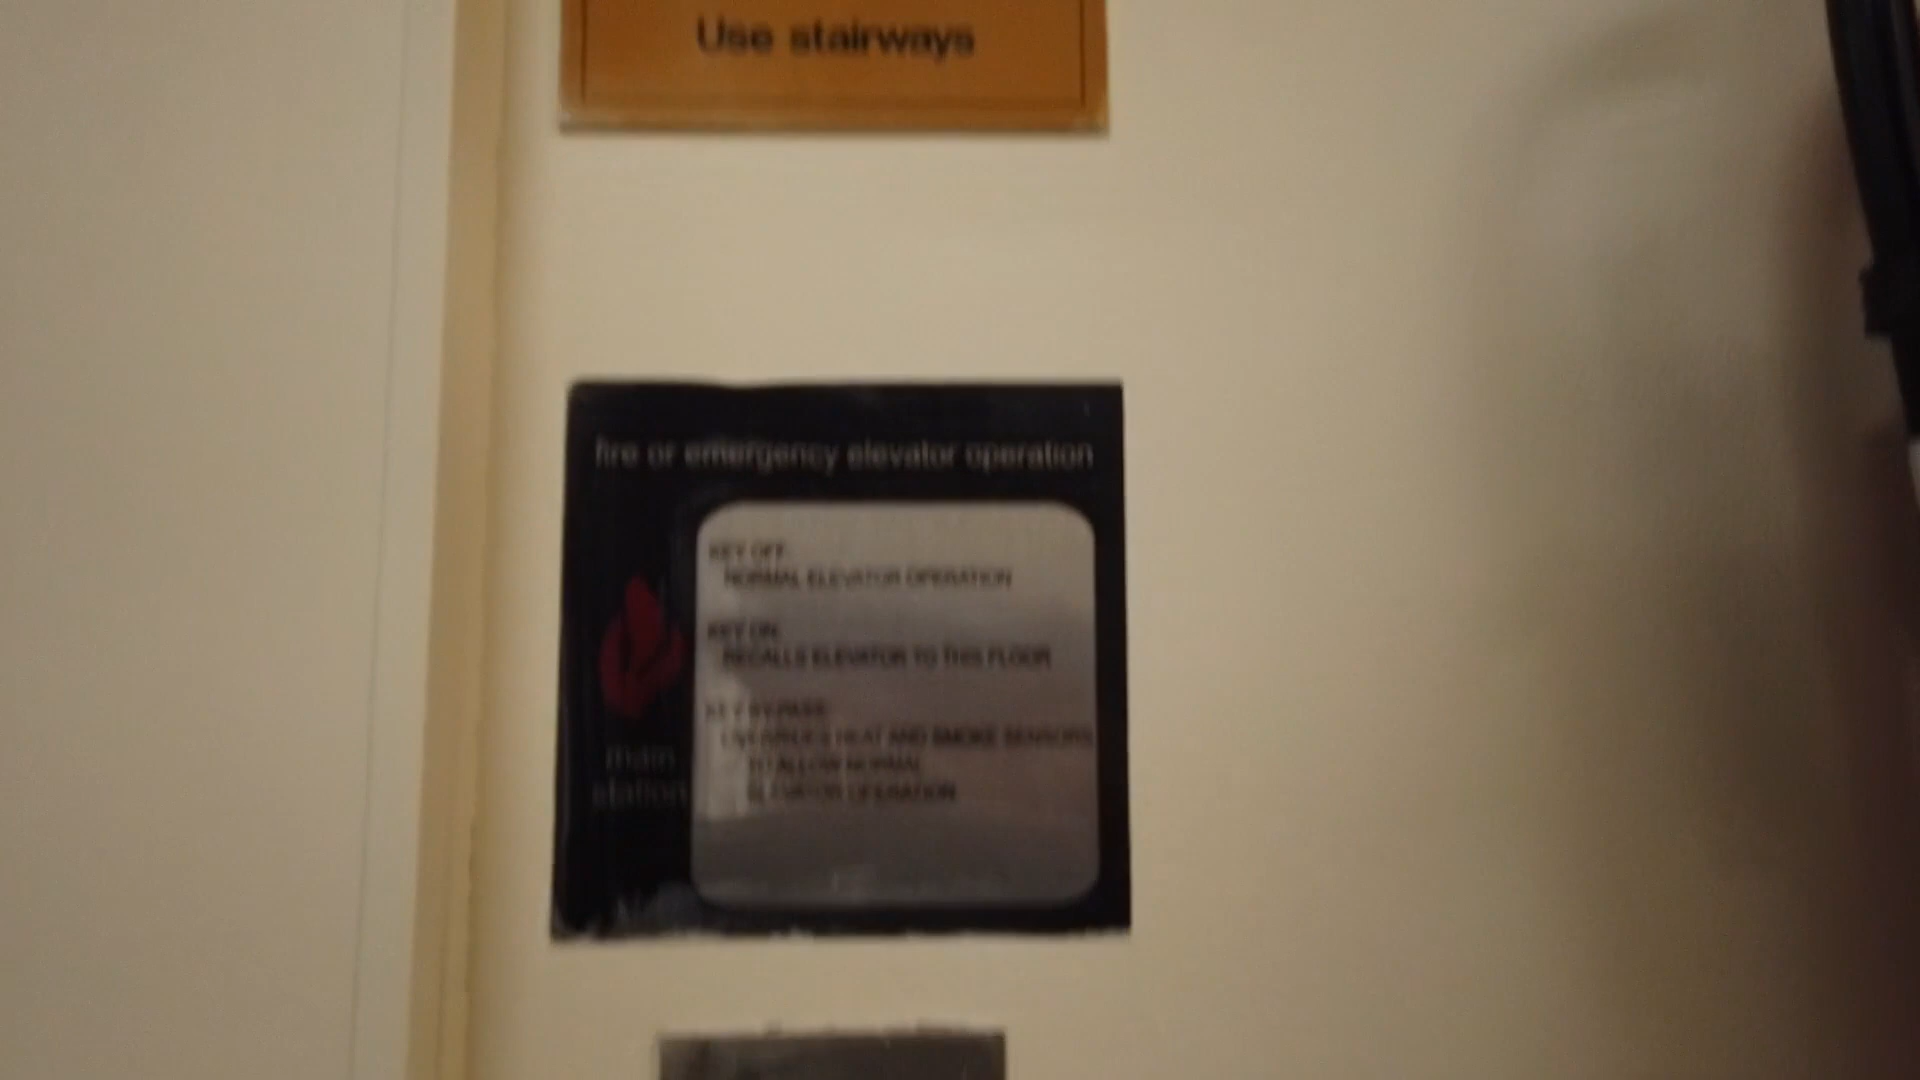 Use stairways
fire or emergency elevator operation
KEY OFF:
NORMAL ELEVATOR OPERATION
KEY ON:
RECALLS ELEVATOR TO THIS FLOOR
KEY BYPASS:
OVERRIDES HEAT AND SMOKE SENSORS
TO ALLOW NORMAL
ELEVATOR OPERATION
main
station